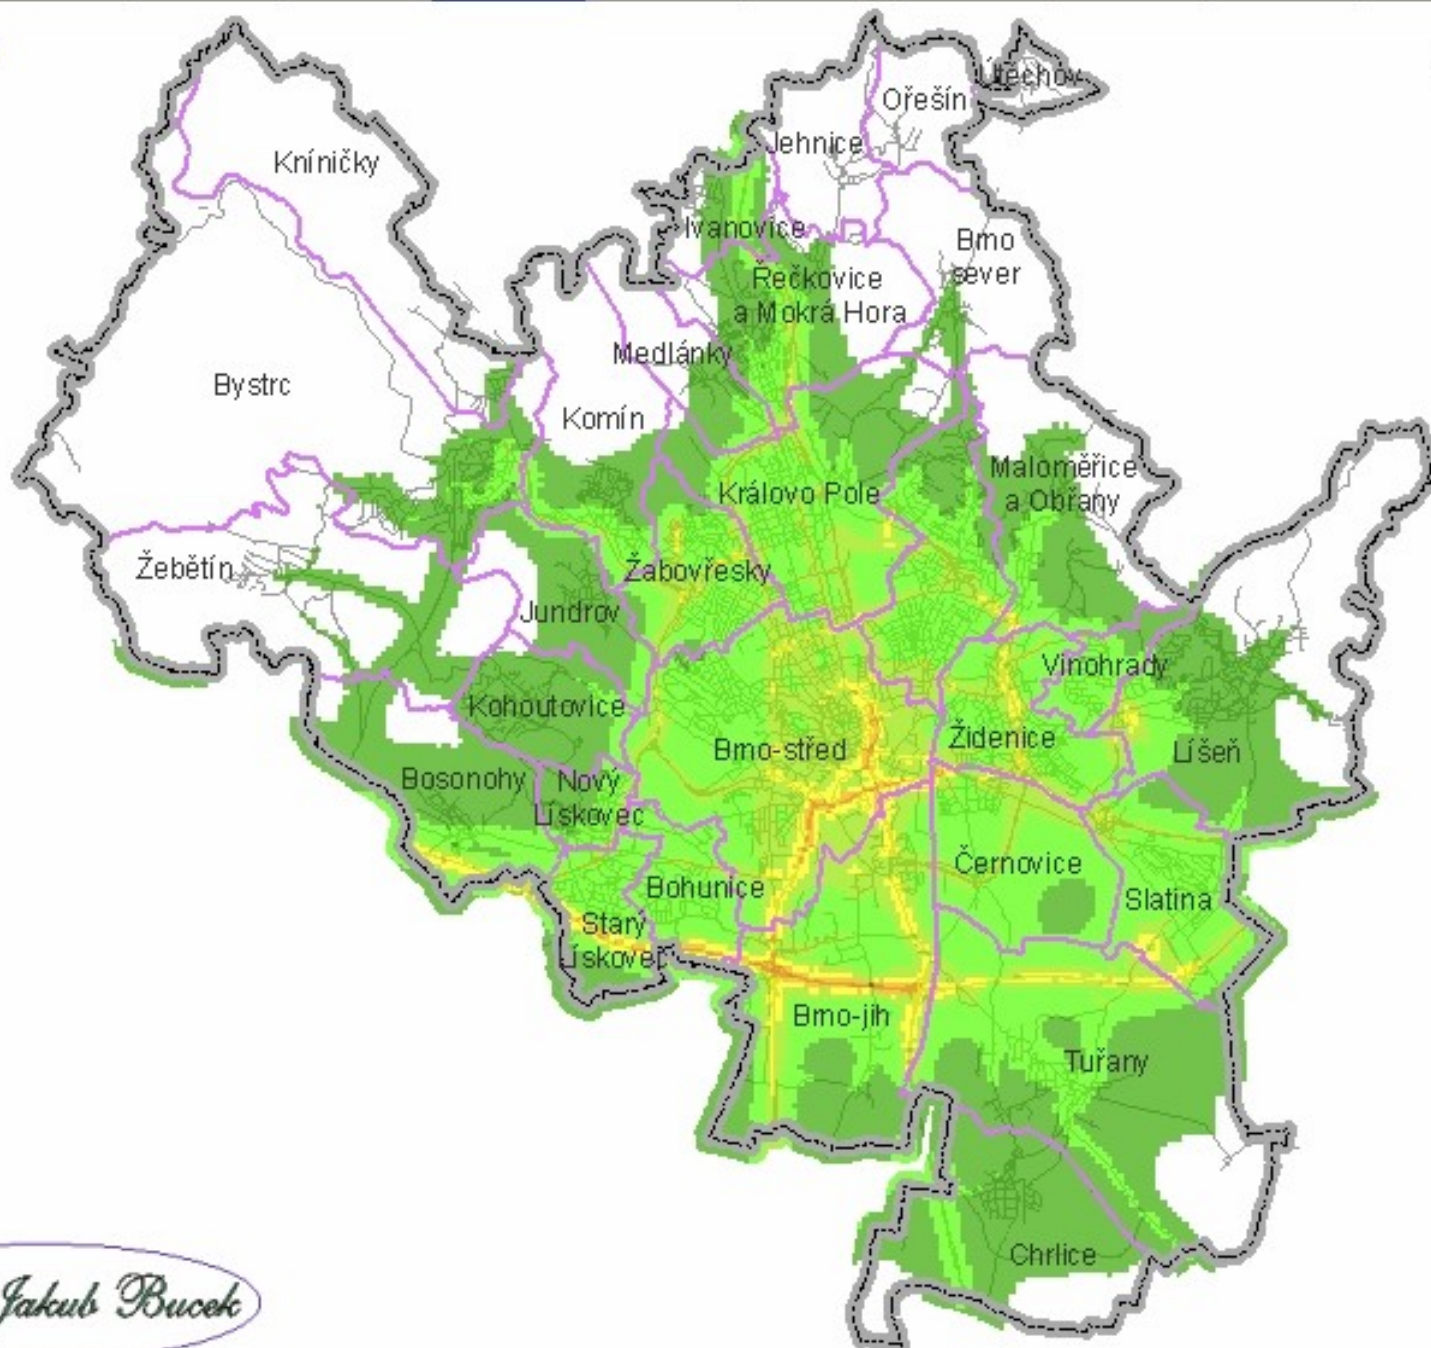 Útěchov
Ořešín
Jehnice
Kníničky
Ivanovice
Brno
sever
Řečkovice
a Mokrá Hora
Medlánky
Bystrc
Komín
Maloměřice
a Obřany
Královo Pole
Žebětín
Žabovřesky
Jundrov
Vinohrady
Kohoutovice
Židenice
Brno-střed
Líšeň
Bosonohy
Nový
Lískovec
Černovice
Bohunice
Slatina
Starý
Lískovec
Brno-jih
Tuřany
Chrlice
Jakub Bucek